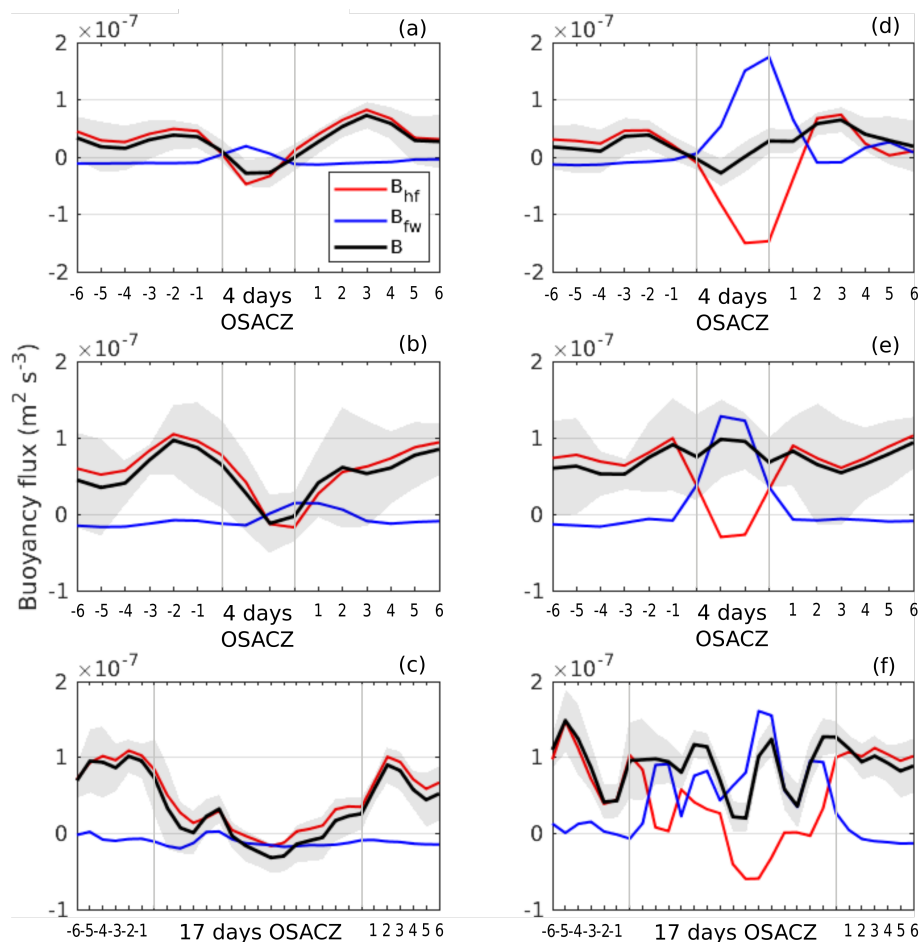 ×10⁻⁷ (a)
2
1
0
-1
-2
B_hf
B_fw
B
-6 -5 -4 -3 -2 -1 4 days 1 2 3 4 5 6
OSACZ
×10⁻⁷ (d)
2
1
0
-1
-2
-6 -5 -4 -3 -2 -1 4 days 1 2 3 4 5 6
OSACZ
Buoyancy flux (m² s⁻³)
×10⁻⁷ (b)
2
1
0
-1
-6 -5 -4 -3 -2 -1 4 days 1 2 3 4 5 6
OSACZ
×10⁻⁷ (e)
2
1
0
-1
-6 -5 -4 -3 -2 -1 4 days 1 2 3 4 5 6
OSACZ
×10⁻⁷ (c)
2
1
0
-1
-6-5-4-3-2-1 17 days OSACZ 1 2 3 4 5 6
×10⁻⁷ (f)
2
1
0
-1
-6-5-4-3-2-1 17 days OSACZ 1 2 3 4 5 6